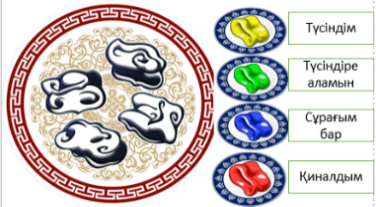 Түсіндім
Түсіндіре
аламын
Сұрағым
бар
Қиналдым